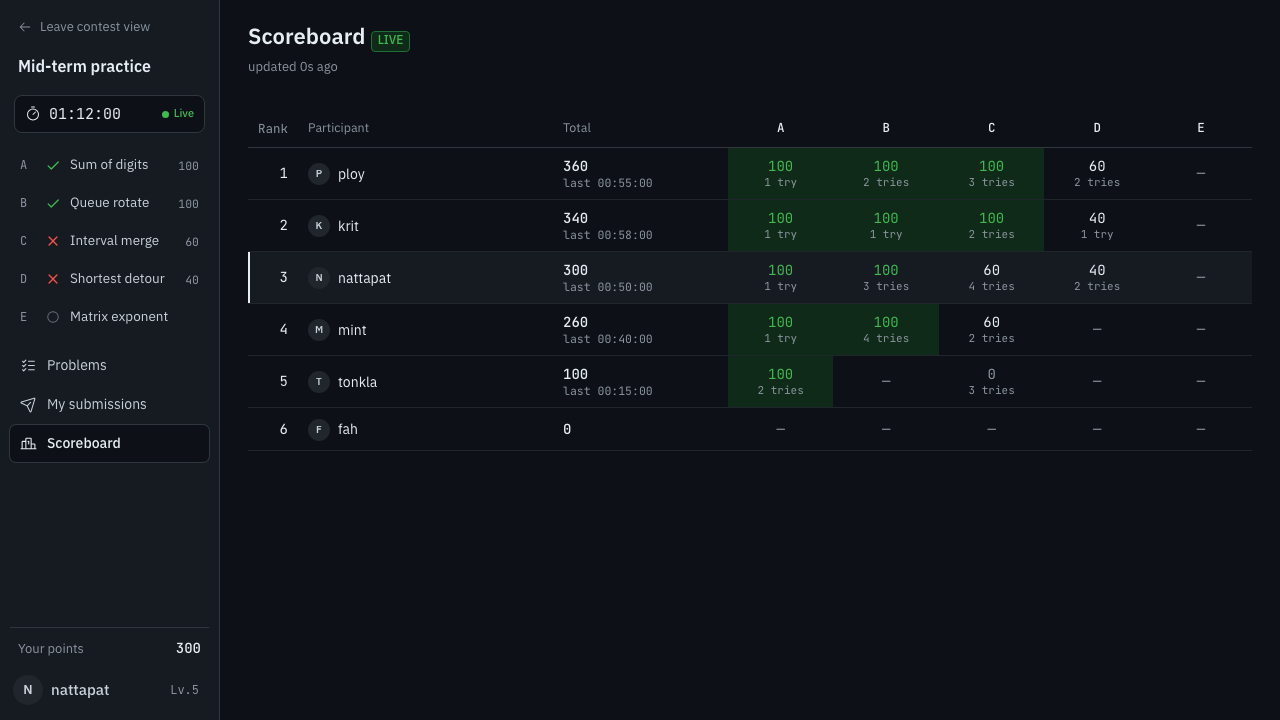 Leave contest view
Mid-term practice
01:12:00 Live
A Sum of digits 100
B Queue rotate 100
C Interval merge 60
D Shortest detour 40
E Matrix exponent
Problems
My submissions
Scoreboard
Your points 300
N nattapat Lv.5
Scoreboard LIVE
updated 0s ago
Rank Participant Total A B C D E
1 P ploy 360 100 100 100 60 —
last 00:55:00 1 try 2 tries 3 tries 2 tries
2 K krit 340 100 100 100 40 —
last 00:58:00 1 try 1 try 2 tries 1 try
3 N nattapat 300 100 100 60 40 —
last 00:50:00 1 try 3 tries 4 tries 2 tries
4 M mint 260 100 100 60 — —
last 00:40:00 1 try 4 tries 2 tries
5 T tonkla 100 100 — 0 — —
last 00:15:00 2 tries 3 tries
6 F fah 0 — — — — —